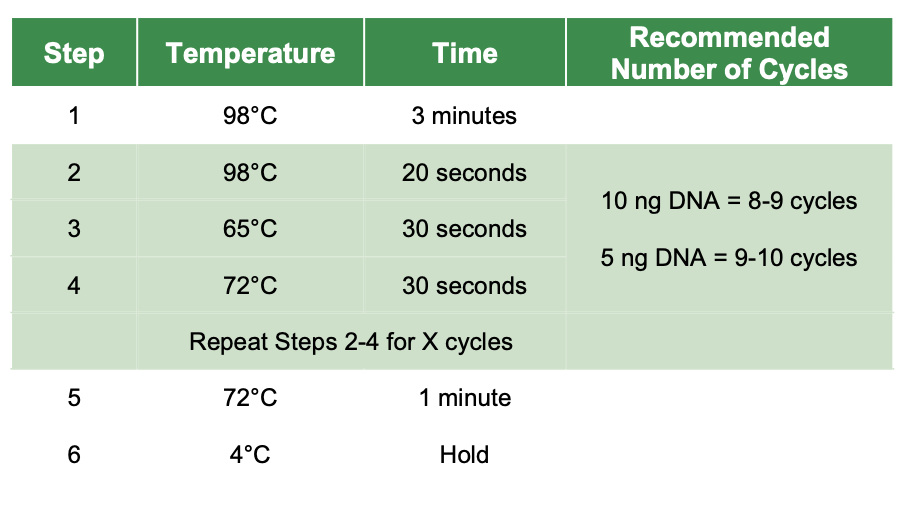 Step Temperature Time Recommended Number of Cycles
1 98°C 3 minutes
2 98°C 20 seconds
10 ng DNA = 8-9 cycles
3 65°C 30 seconds
5 ng DNA = 9-10 cycles
4 72°C 30 seconds
Repeat Steps 2-4 for X cycles
5 72°C 1 minute
6 4°C Hold